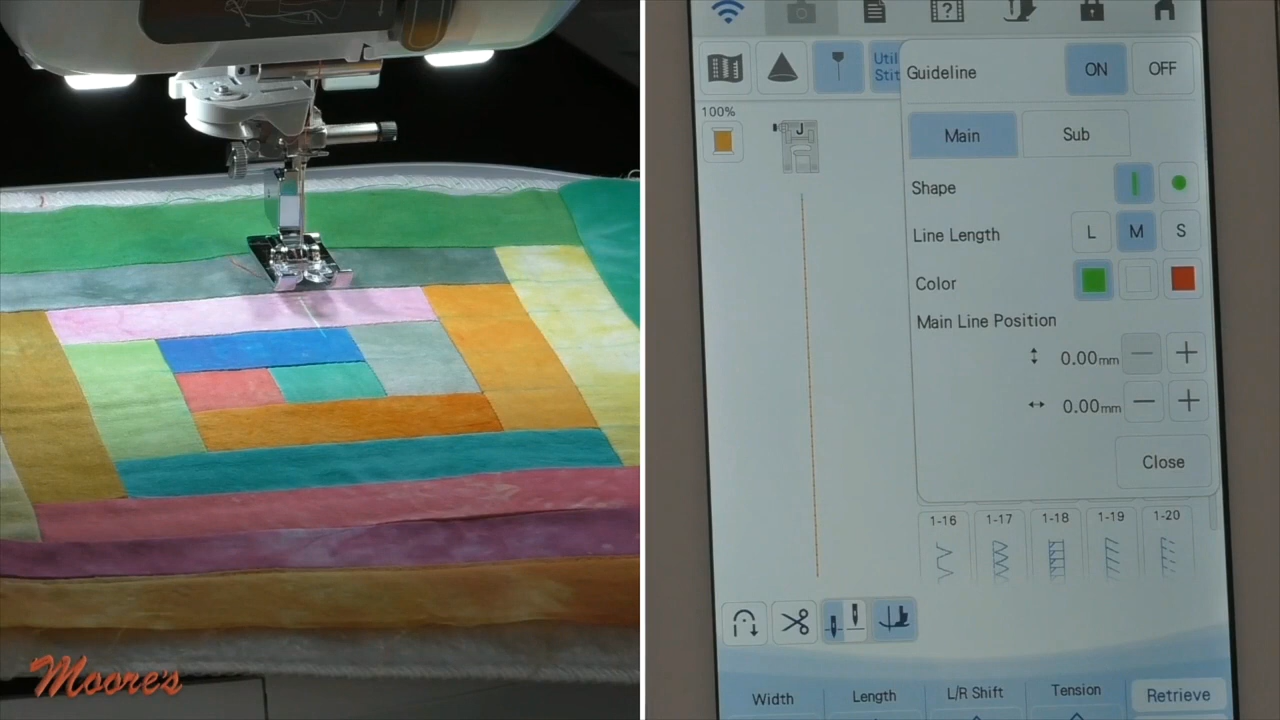 Moore's
Util
Stit
Guideline
ON
OFF
100%
J
Main
Sub
Shape
Line Length
L
M
S
Color
Main Line Position
0.00mm
0.00mm
Close
1-16
1-17
1-18
1-19
1-20
Width
Length
L/R Shift
Tension
Retrieve